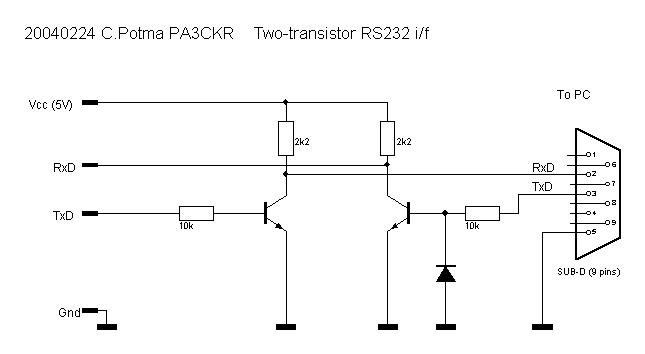 20040224 C.Potma PA3CKR Two-transistor RS232 i/f
To PC
Vcc (5V)
2k2
2k2
RxD
RxD
TxD
TxD
10k
10k
1
6
2
7
3
8
4
9
5
SUB-D (9 pins)
Gnd